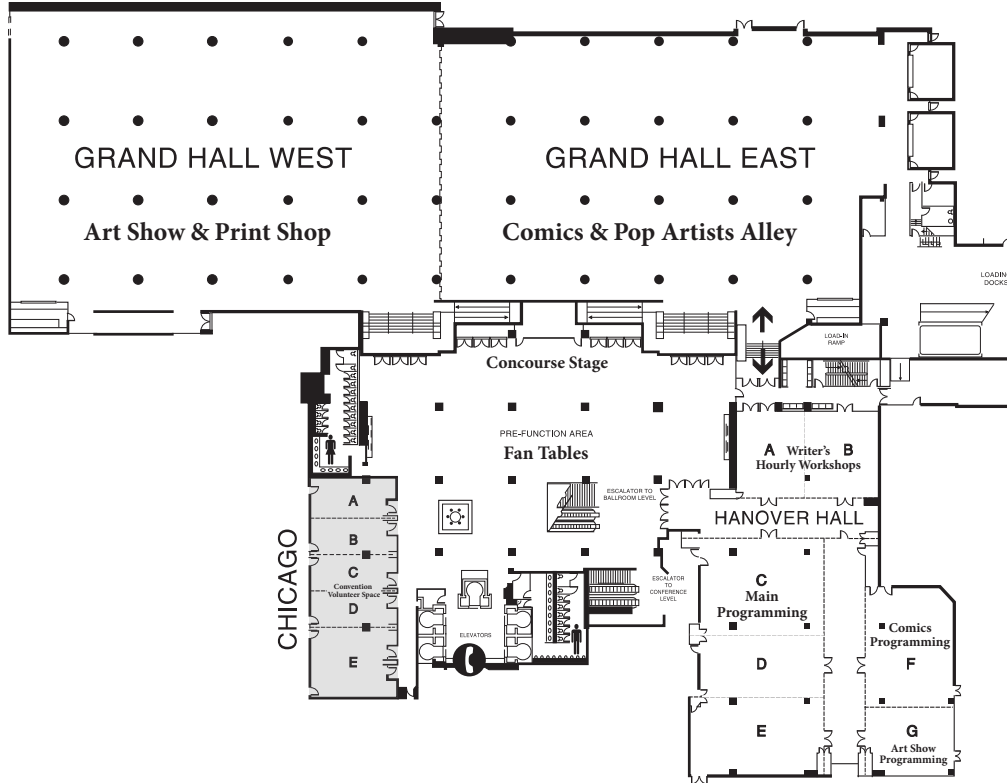 GRAND HALL WEST
Art Show & Print Shop
GRAND HALL EAST
Comics & Pop Artists Alley
LOADING
DOCKS
LOAD-IN
RAMP
Concourse Stage
PRE-FUNCTION AREA
Fan Tables
A Writer's B
Hourly Workshops
ESCALATOR TO
BALLROOM LEVEL
HANOVER HALL
CHICAGO
A
B
C
Convention
Volunteer Space
D
E
ELEVATORS
ESCALATOR
TO
CONFERENCE
LEVEL
C
Main
Programming
D
E
Comics
Programming
F
G
Art Show
Programming